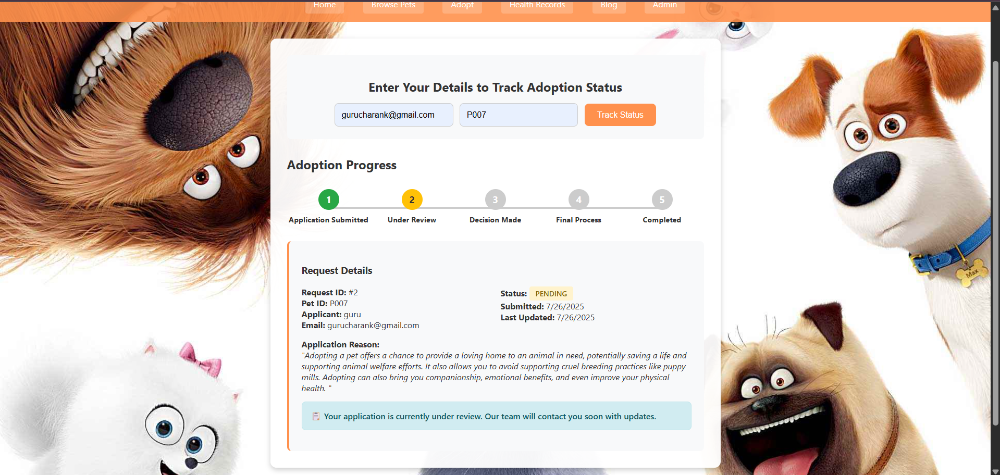 Home Browse Pets Adopt Health Records Blog Admin
Enter Your Details to Track Adoption Status
gurucharank@gmail.com P007 Track Status
Adoption Progress
1 2 3 4 5
Application Submitted Under Review Decision Made Final Process Completed
Request Details
Request ID: #2
Pet ID: P007
Applicant: guru
Email: gurucharank@gmail.com
Status: PENDING
Submitted: 7/26/2025
Last Updated: 7/26/2025
Application Reason:
"Adopting a pet offers a chance to provide a loving home to an animal in need, potentially saving a life and
supporting animal welfare efforts. It also allows you to avoid supporting cruel breeding practices like puppy
mills. Adopting can also bring you companionship, emotional benefits, and even improve your physical
health. "
📋 Your application is currently under review. Our team will contact you soon with updates.
Max